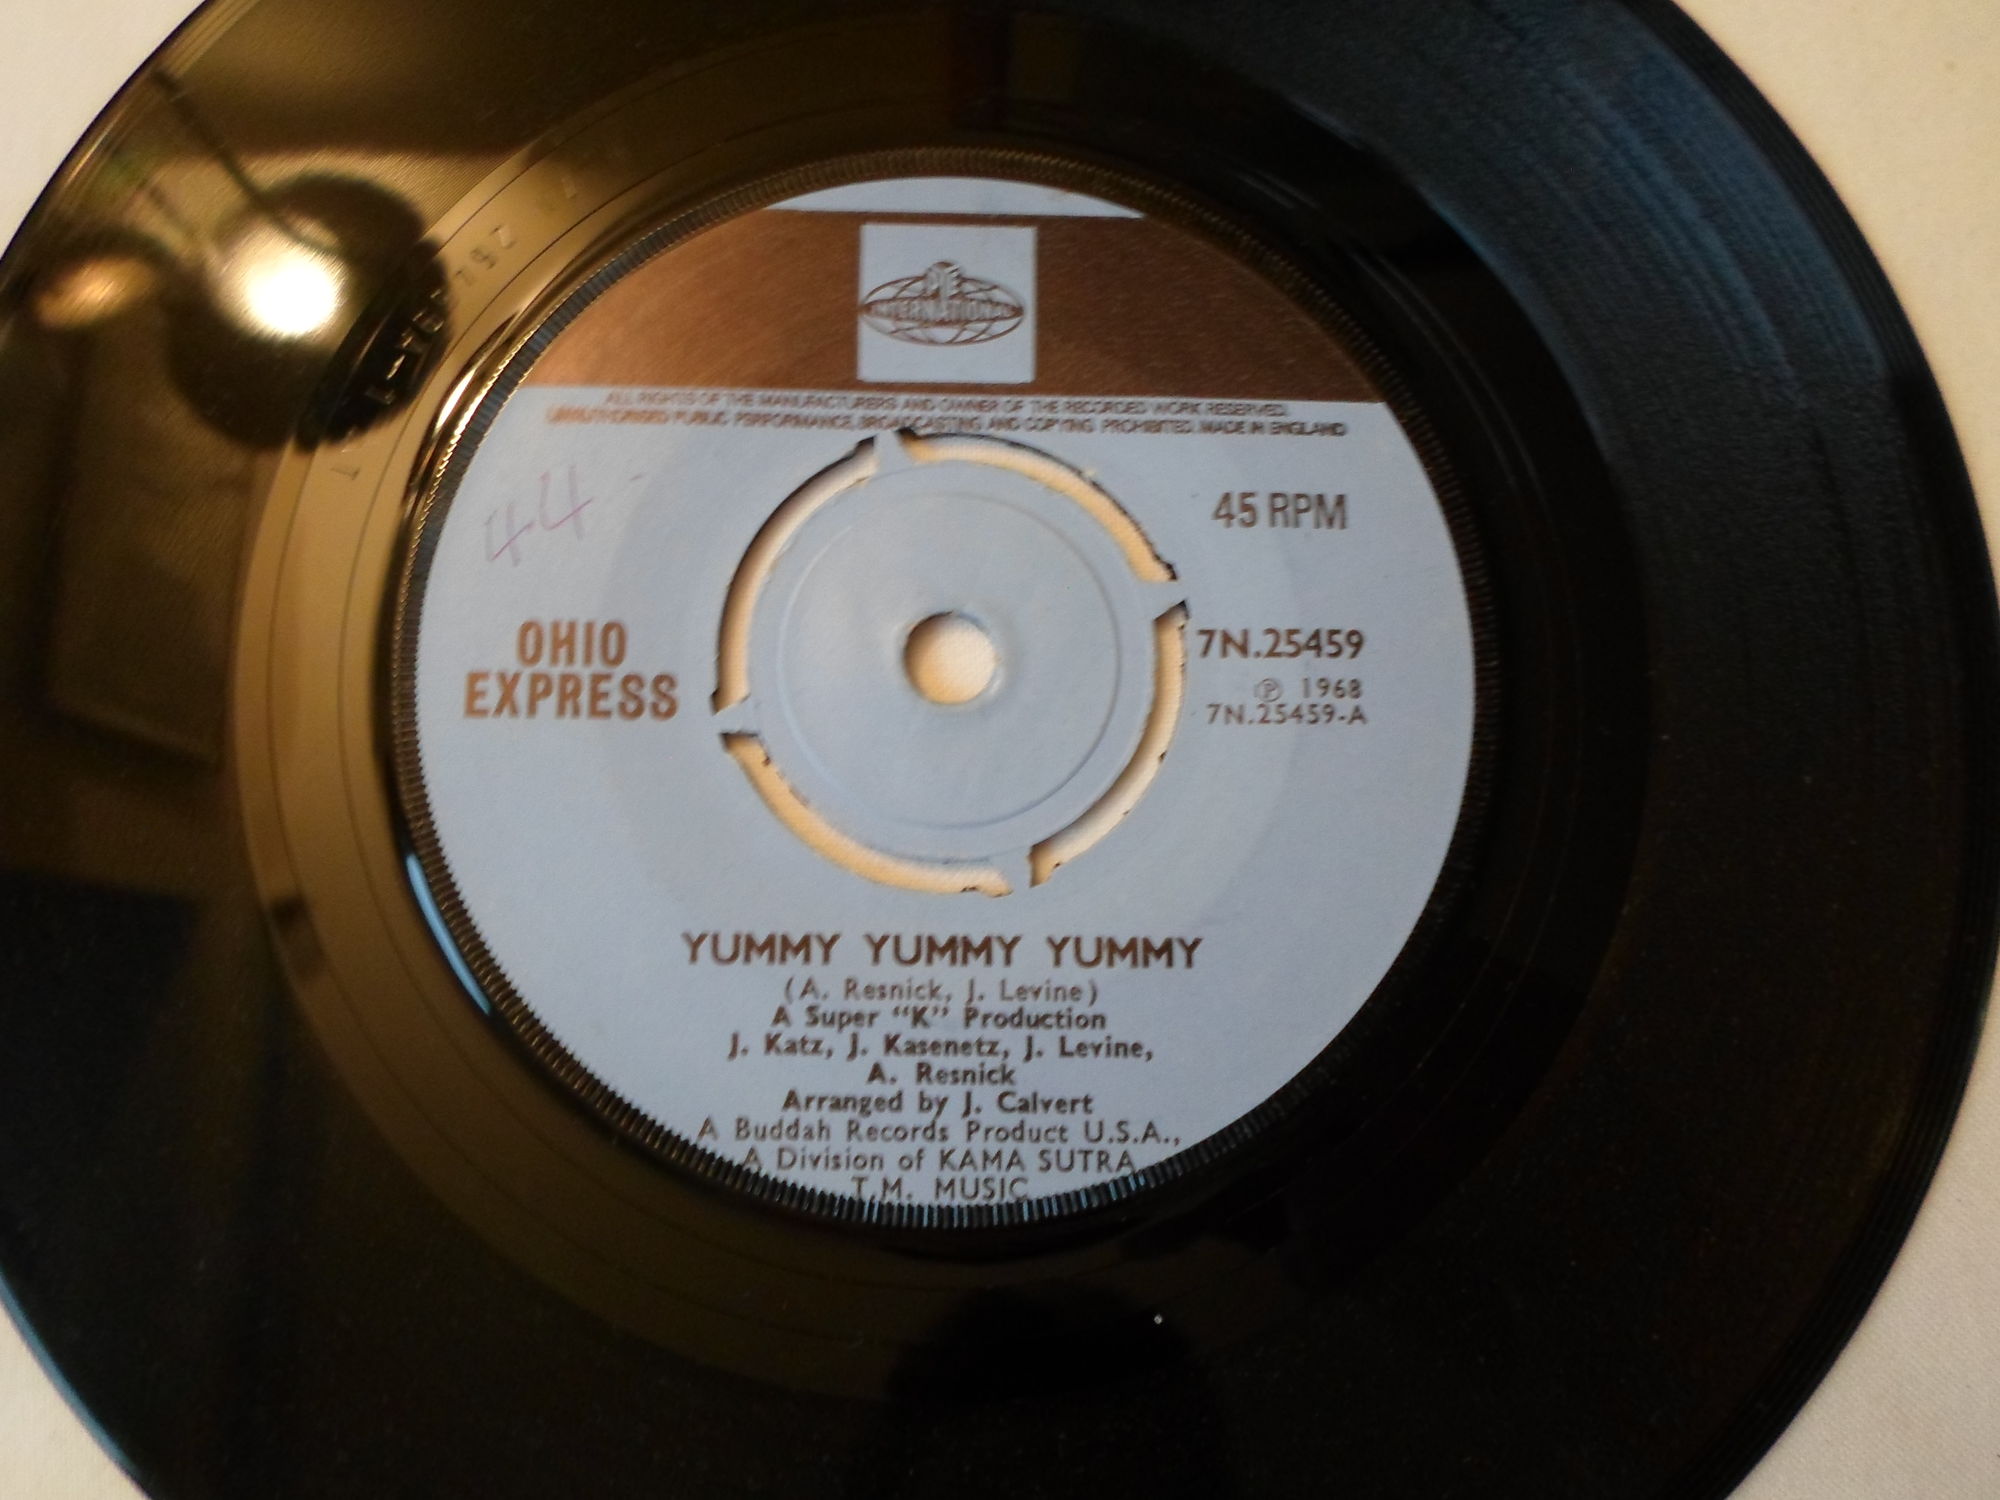 PYE
INTERNATIONAL
ALL RIGHTS OF THE MANUFACTURERS AND OWNER OF THE RECORDED WORK RESERVED.
UNAUTHORISED PUBLIC PERFORMANCE, BROADCASTING AND COPYING PROHIBITED. MADE IN ENGLAND
44
45 RPM
OHIO
EXPRESS
7N.25459
℗ 1968
7N.25459-A
YUMMY YUMMY YUMMY
(A. Resnick, J. Levine)
A Super “K” Production
J. Katz, J. Kasenetz, J. Levine,
A. Resnick
Arranged by J. Calvert
A Buddah Records Product U.S.A.,
A Division of KAMA SUTRA
T.M. MUSIC